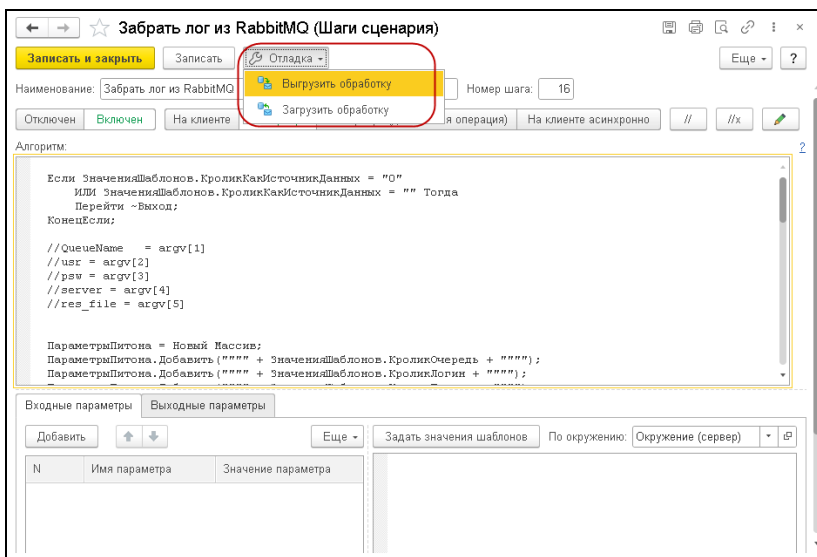 Забрать лог из RabbitMQ (Шаги сценария)
Записать и закрыть Записать Отладка Еще ?
Выгрузить обработку
Наименование: Забрать лог из RabbitMQ Номер шага: 16
Загрузить обработку
Отключен Включен На клиенте я операция) На клиенте асинхронно // //x
Алгоритм: ?
Если ЗначенияШаблонов.КроликКакИсточникДанных = "0"
ИЛИ ЗначенияШаблонов.КроликКакИсточникДанных = "" Тогда
Перейти ~Выход;
КонецЕсли;
//QueueName = argv[1]
//usr = argv[2]
//psw = argv[3]
//server = argv[4]
//res_file = argv[5]
ПараметрыПитона = Новый Массив;
ПараметрыПитона.Добавить("""" + ЗначенияШаблонов.КроликОчередь + """");
ПараметрыПитона.Добавить("""" + ЗначенияШаблонов.КроликЛогин + """");
Входные параметры Выходные параметры
Добавить Еще Задать значения шаблонов По окружению: Окружение (сервер)
N Имя параметра Значение параметра